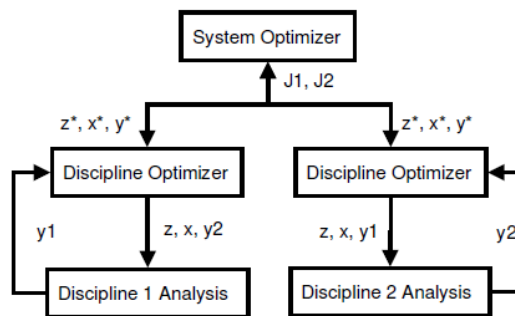 System Optimizer
J1, J2
z*, x*, y*
z*, x*, y*
Discipline Optimizer
Discipline Optimizer
y1
z, x, y2
z, x, y1
y2
Discipline 1 Analysis
Discipline 2 Analysis